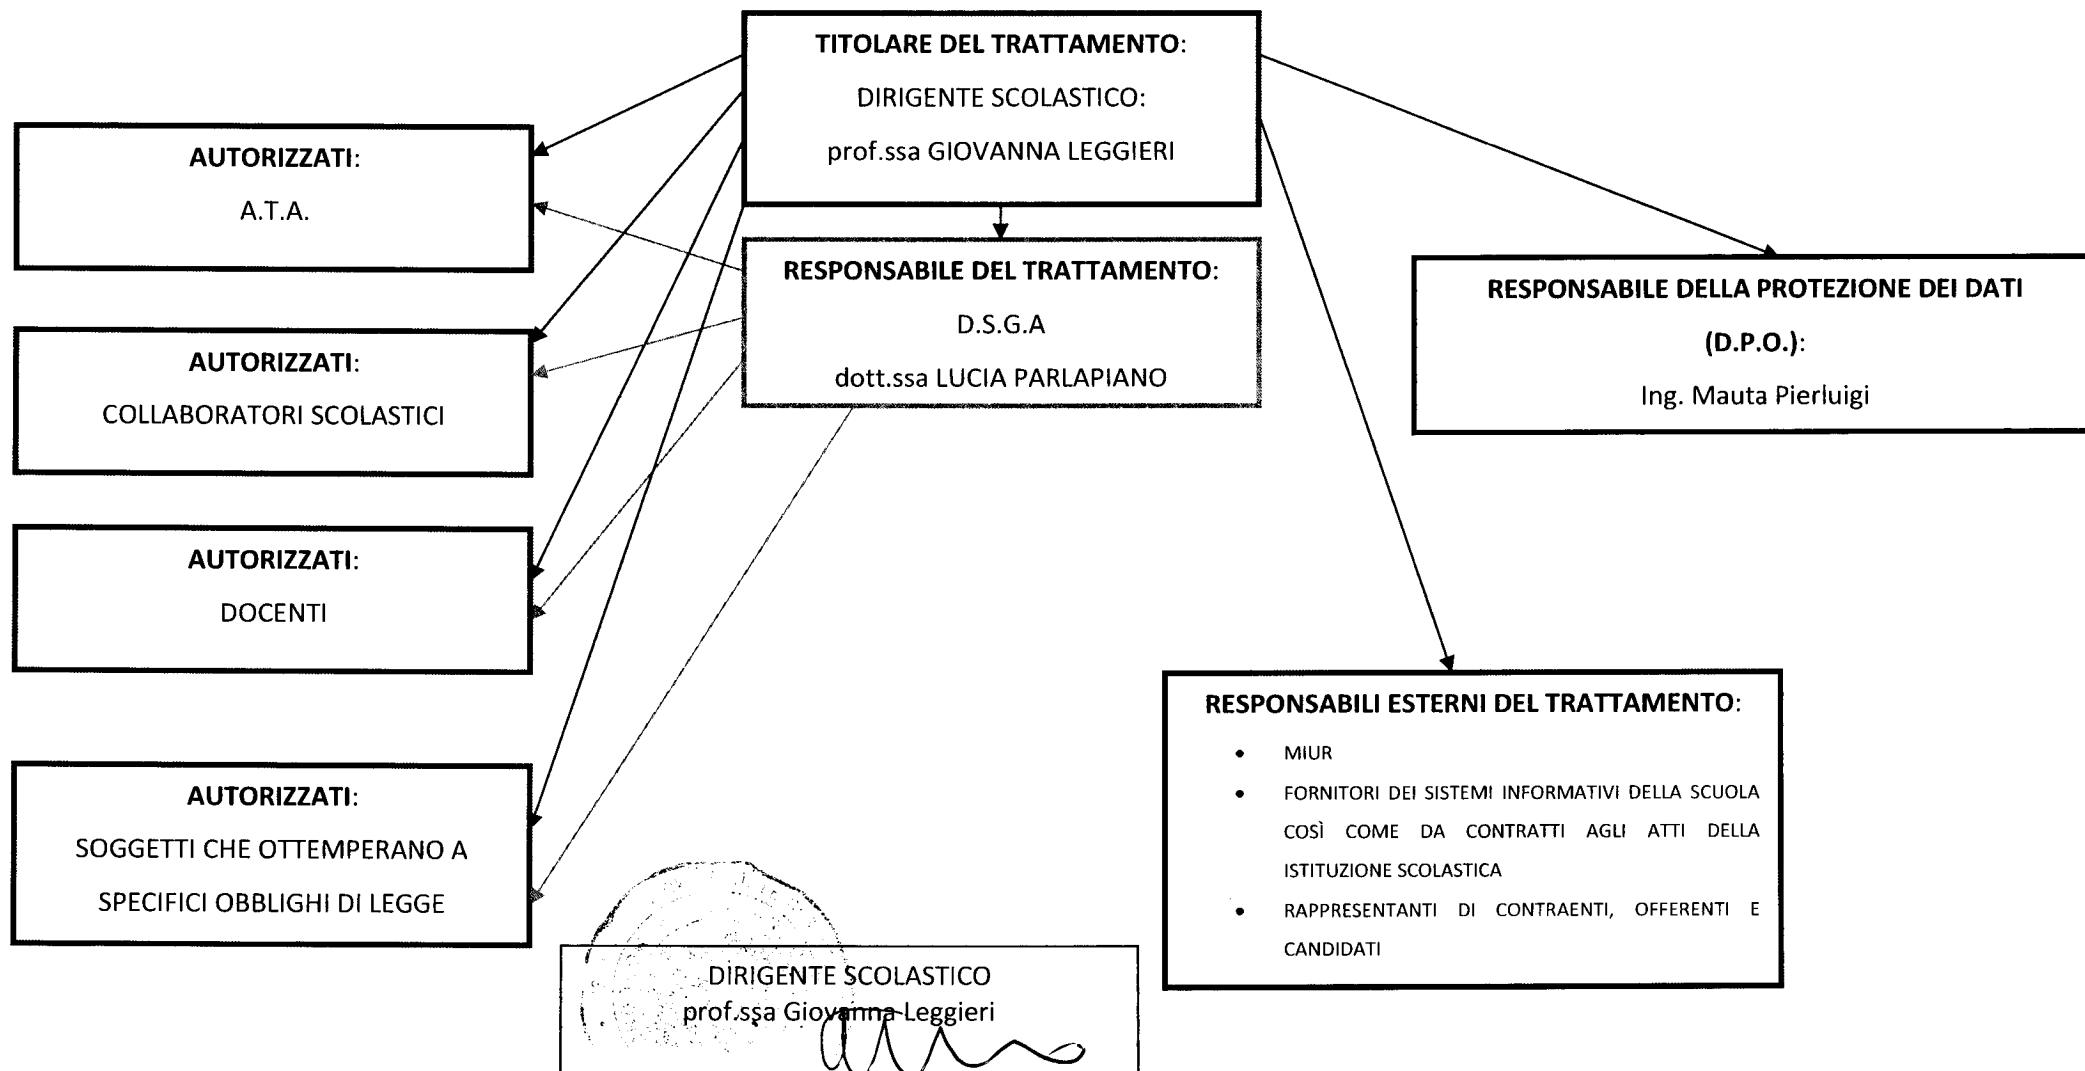 TITOLARE DEL TRATTAMENTO:
DIRIGENTE SCOLASTICO:
prof.ssa GIOVANNA LEGGIERI
AUTORIZZATI:
A.T.A.
RESPONSABILE DEL TRATTAMENTO:
D.S.G.A
dott.ssa LUCIA PARLAPIANO
RESPONSABILE DELLA PROTEZIONE DEI DATI
(D.P.O.):
Ing. Mauta Pierluigi
AUTORIZZATI:
COLLABORATORI SCOLASTICI
AUTORIZZATI:
DOCENTI
AUTORIZZATI:
SOGGETTI CHE OTTEMPERANO A
SPECIFICI OBBLIGHI DI LEGGE
RESPONSABILI ESTERNI DEL TRATTAMENTO:
• MIUR
• FORNITORI DEI SISTEMI INFORMATIVI DELLA SCUOLA
COSÌ COME DA CONTRATTI AGLI ATTI DELLA
ISTITUZIONE SCOLASTICA
• RAPPRESENTANTI DI CONTRAENTI, OFFERENTI E
CANDIDATI
DIRIGENTE SCOLASTICO
prof.ssa Giovanna Leggieri